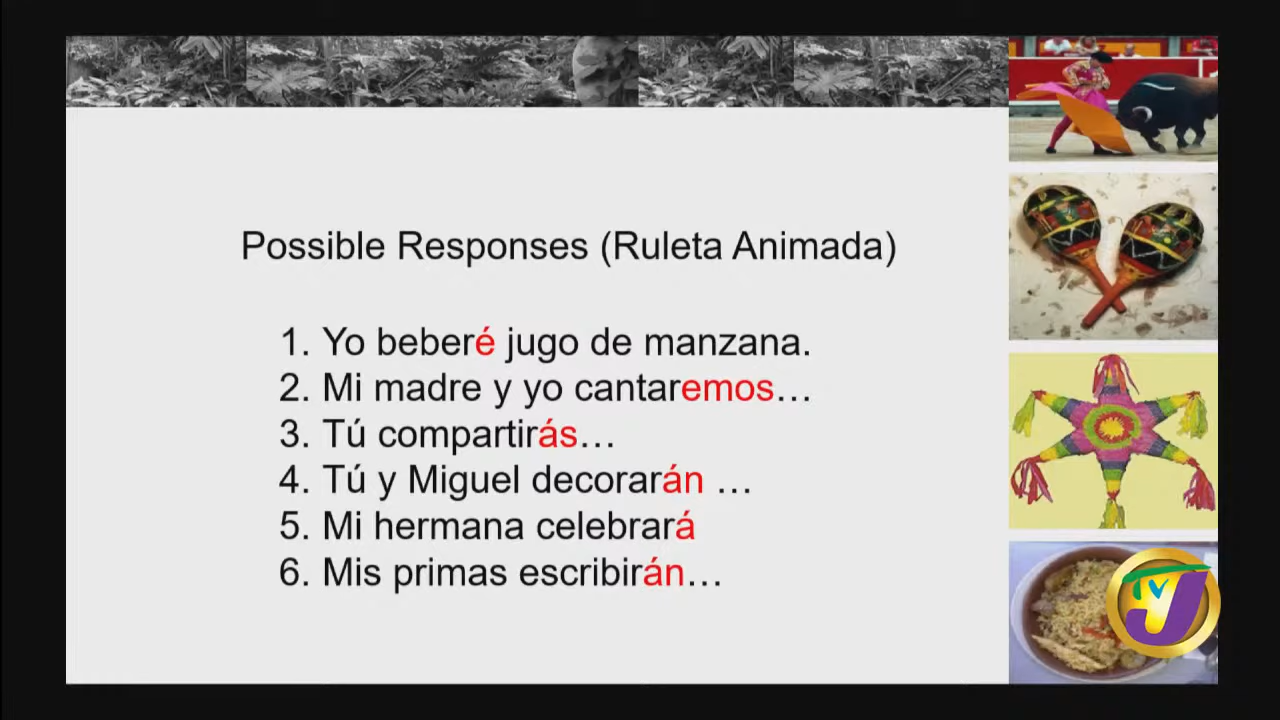 Possible Responses (Ruleta Animada)
1. Yo beberé jugo de manzana.
2. Mi madre y yo cantaremos…
3. Tú compartirás…
4. Tú y Miguel decorarán …
5. Mi hermana celebrará
6. Mis primas escribirán…
TVJ